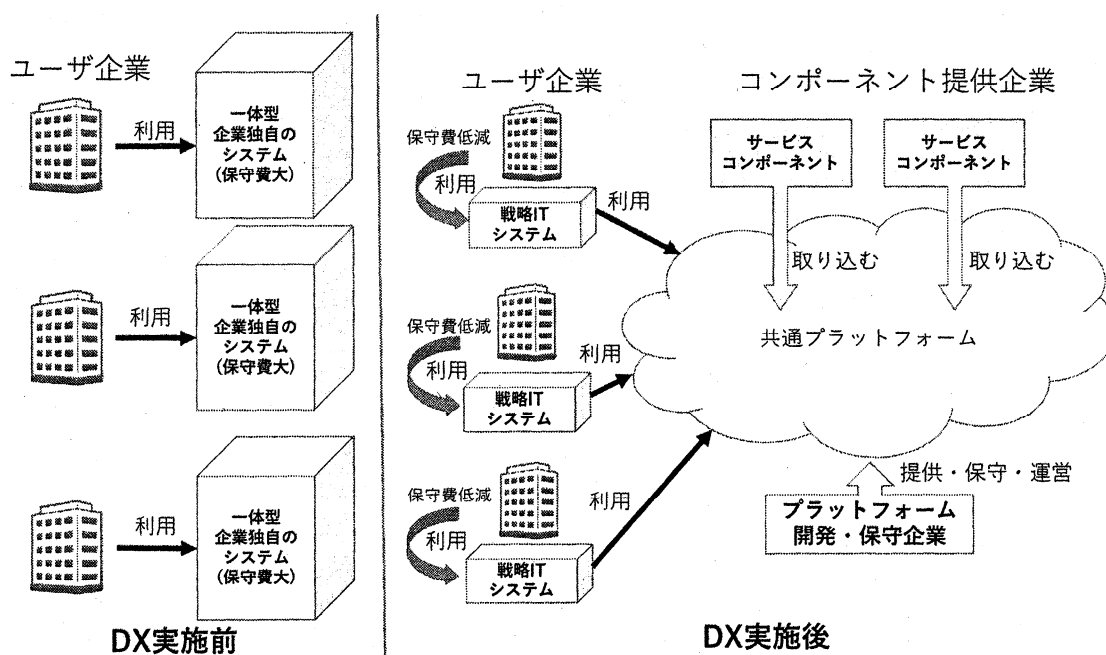 ユーザ企業
利用
一体型
企業独自の
システム
(保守費大)
利用
一体型
企業独自の
システム
(保守費大)
利用
一体型
企業独自の
システム
(保守費大)
DX実施前
ユーザ企業
保守費低減
利用
戦略IT
システム
利用
保守費低減
利用
戦略IT
システム
利用
保守費低減
利用
戦略IT
システム
利用
コンポーネント提供企業
サービス
コンポーネント
サービス
コンポーネント
取り込む
取り込む
共通プラットフォーム
提供・保守・運営
プラットフォーム
開発・保守企業
DX実施後